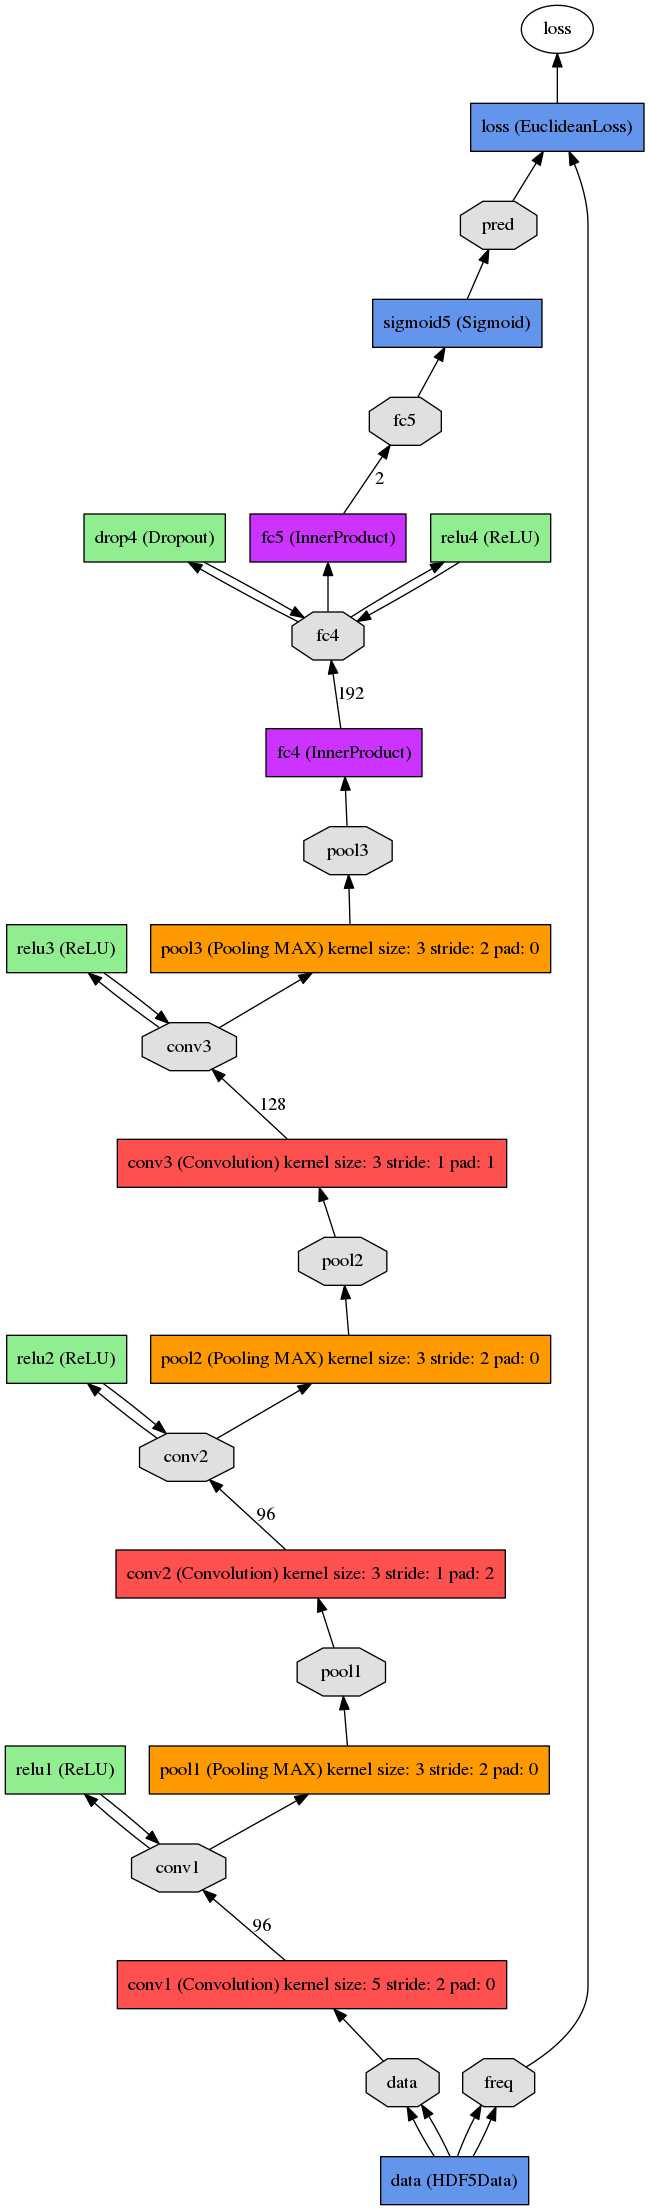 loss
loss (EuclideanLoss)
pred
sigmoid5 (Sigmoid)
fc5
2
drop4 (Dropout)
fc5 (InnerProduct)
relu4 (ReLU)
fc4
192
fc4 (InnerProduct)
pool3
relu3 (ReLU)
pool3 (Pooling MAX) kernel size: 3 stride: 2 pad: 0
conv3
128
conv3 (Convolution) kernel size: 3 stride: 1 pad: 1
pool2
relu2 (ReLU)
pool2 (Pooling MAX) kernel size: 3 stride: 2 pad: 0
conv2
96
conv2 (Convolution) kernel size: 3 stride: 1 pad: 2
pool1
relu1 (ReLU)
pool1 (Pooling MAX) kernel size: 3 stride: 2 pad: 0
conv1
96
conv1 (Convolution) kernel size: 5 stride: 2 pad: 0
data
freq
data (HDF5Data)